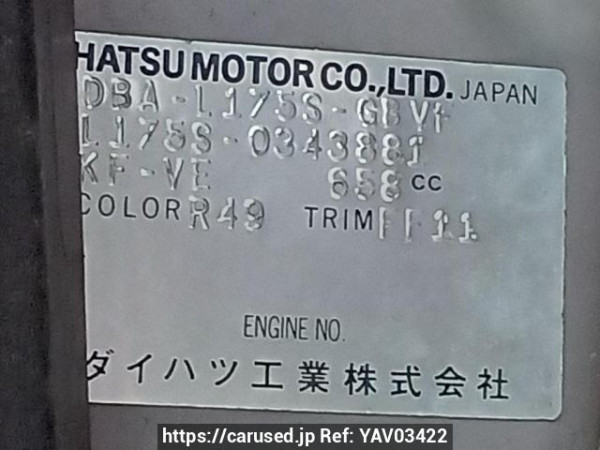 HATSU MOTOR CO.,LTD. JAPAN
DBA-L175S-GBVF
L175S-0343881
KF-VE 658 CC
COLOR R49 TRIM FF11
ENGINE NO.
ダイハツ工業株式会社
https://carused.jp Ref: YAV03422